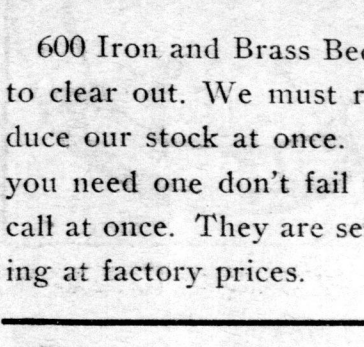 600 Iron and Brass Bed
to clear out. We must r
duce our stock at once.
you need one don't fail
call at once. They are se
ing at factory prices.